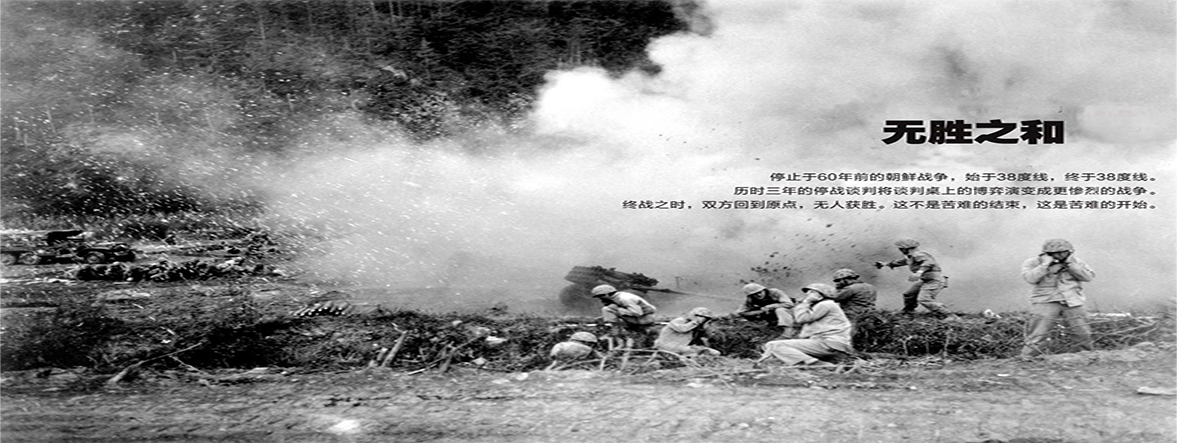 无胜之和
停止于60年前的朝鲜战争，始于38度线，终于38度线。
历时三年的停战谈判将谈判桌上的博弈演变成更惨烈的战争。
终战之时，双方回到原点，无人获胜。这不是苦难的结束，这是苦难的开始。